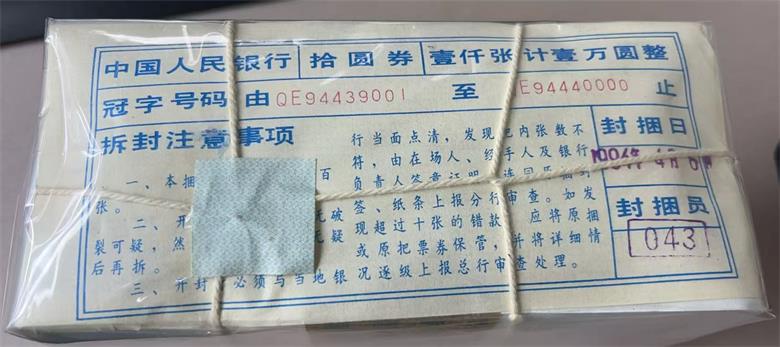 中国人民银行 拾圆券 壹仟张计壹万圆整
冠字号码 由 QE94439001 至 E94440000 止
拆封注意事项
一、本捆 百
张。
二、开 无破
裂可疑，然 无疑
后再拆。
三、开封 必须与当地银
行当面点清，发现 内张数不
符，由在场人、经手人及银行
负责人签章证明
签、纸条上报分行审查。如发
现超过十张的错款 应将原捆
或原把票券保管，并将详细情
况逐级上报总行审查处理。
封捆日
封捆员
043